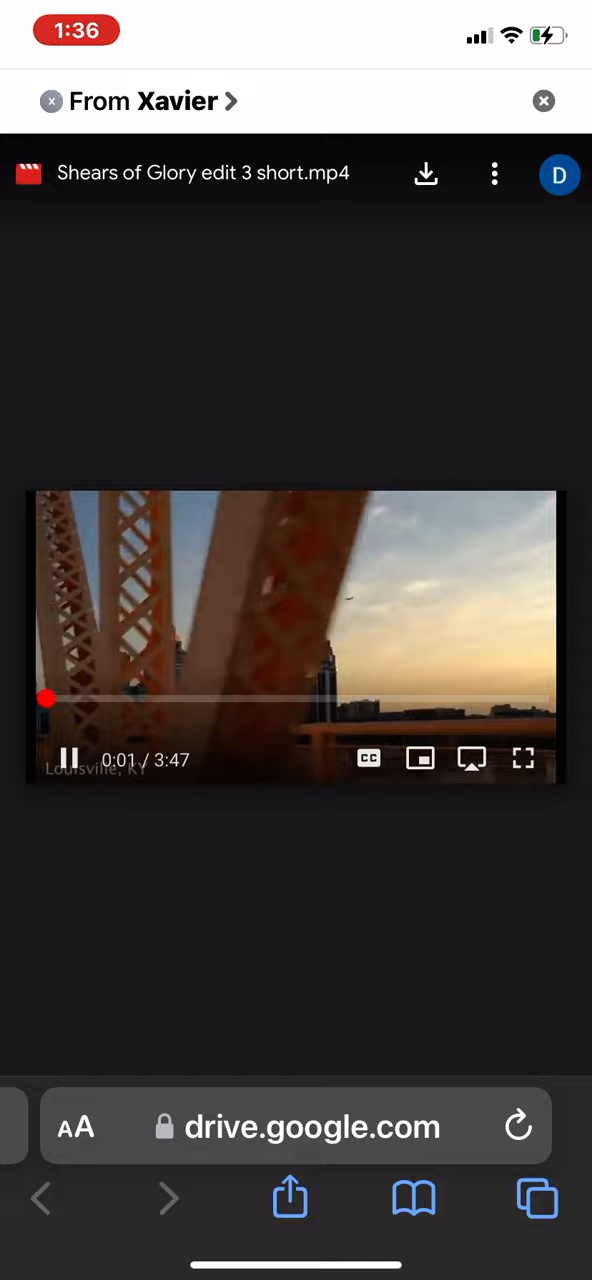 1:36
x From Xavier
Shears of Glory edit 3 short.mp4
D
Louisville, KY
0:01 / 3:47
CC
AA drive.google.com